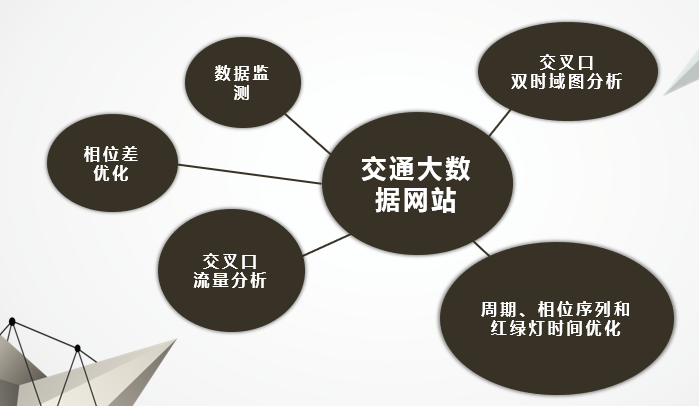 数据监
测
交叉口
双时域图分析
相位差
优化
交通大数
据网站
交叉口
流量分析
周期、相位序列和
红绿灯时间优化